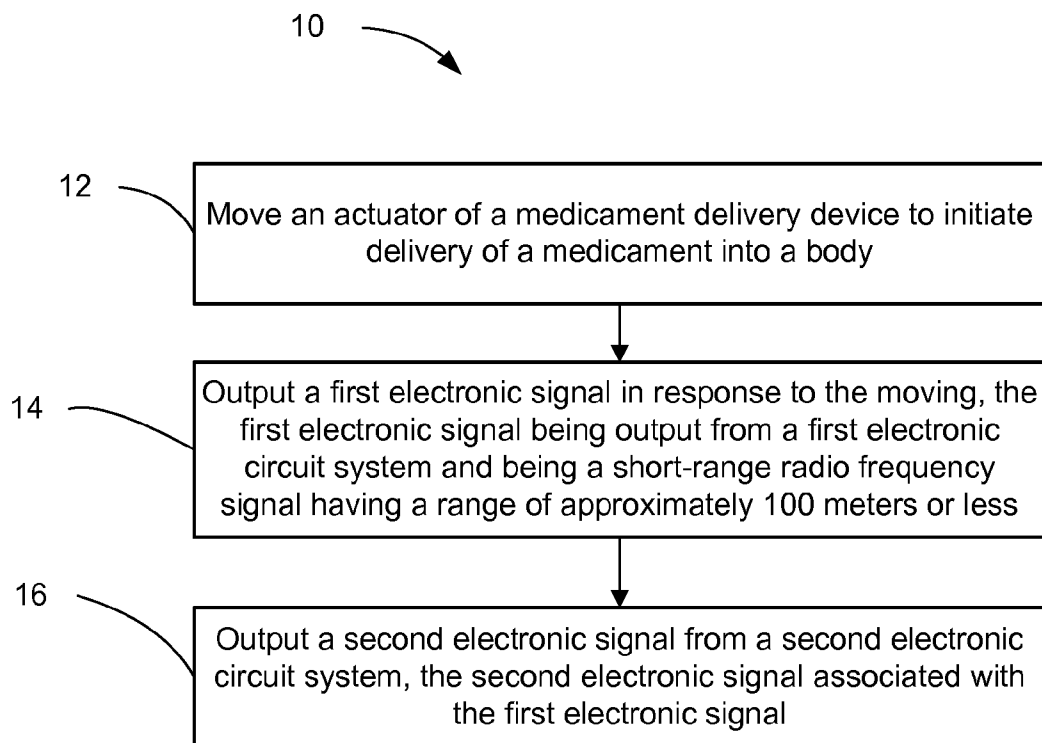 10
12
Move an actuator of a medicament delivery device to initiate
delivery of a medicament into a body
14
Output a first electronic signal in response to the moving, the
first electronic signal being output from a first electronic
circuit system and being a short-range radio frequency
signal having a range of approximately 100 meters or less
16
Output a second electronic signal from a second electronic
circuit system, the second electronic signal associated with
the first electronic signal